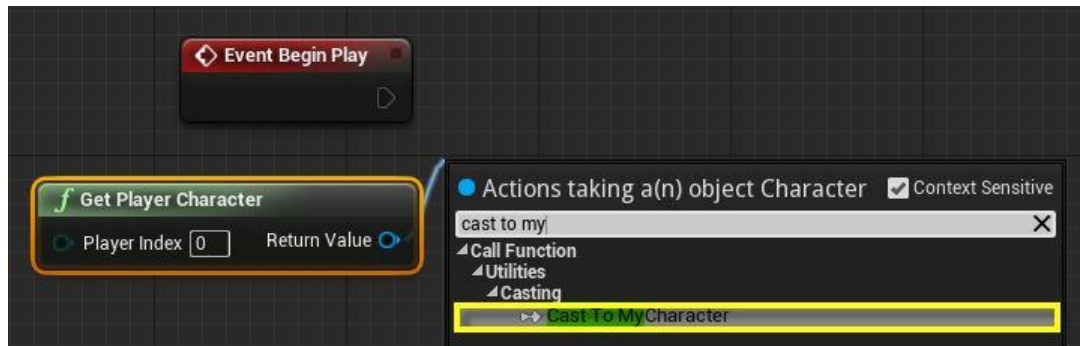 Event Begin Play
Get Player Character
Player Index 0 Return Value
Actions taking a(n) object Character Context Sensitive
cast to my
Call Function
Utilities
Casting
Cast To MyCharacter